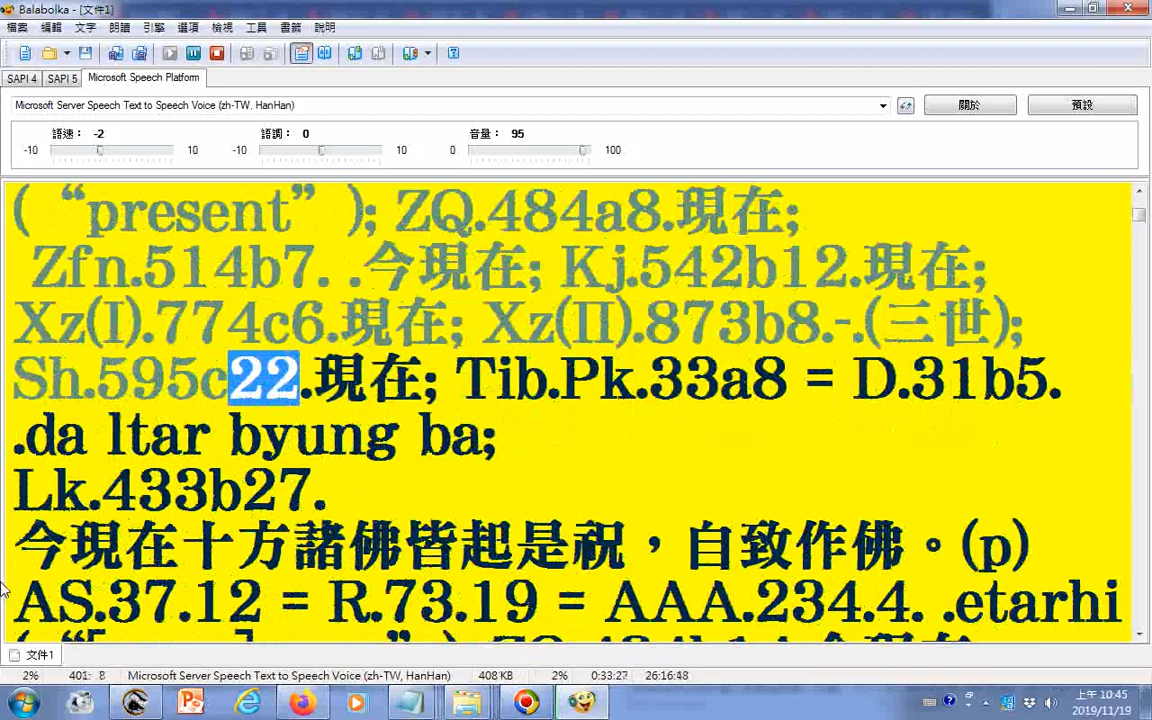 Balabolka - [文件1]
檔案 編輯 文字 朗讀 引擎 選項 檢視 工具 書籤 說明
SAPI 4 SAPI 5 Microsoft Speech Platform
Microsoft Server Speech Text to Speech Voice (zh-TW, HanHan) 關於 預設
語速： -2 語調： 0 音量： 95
-10 10 -10 10 0 100
(“present”); ZQ.484a8.現在;
Zfn.514b7. .今現在; Kj.542b12.現在;
Xz(I).774c6.現在; Xz(II).873b8.-.(三世);
Sh.595c22.現在; Tib.Pk.33a8 = D.31b5.
.da ltar byung ba;
Lk.433b27.
今現在十方諸佛皆起是祝，自致作佛。(p)
AS.37.12 = R.73.19 = AAA.234.4. .etarhi
文件1
2% 401: 8 Microsoft Server Speech Text to Speech Voice (zh-TW, HanHan) 408 KB 2% 0:33:27 26:16:48
上午 10:45
2019/11/19